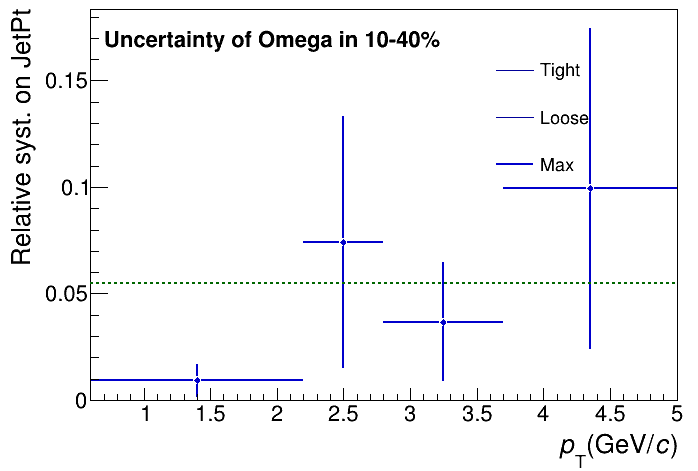 Uncertainty of Omega in 10-40%
Tight
Loose
Max
Relative syst. on JetPt
0.15
0.1
0.05
0
1
1.5
2
2.5
3
3.5
4
4.5
5
p_T(GeV/c)